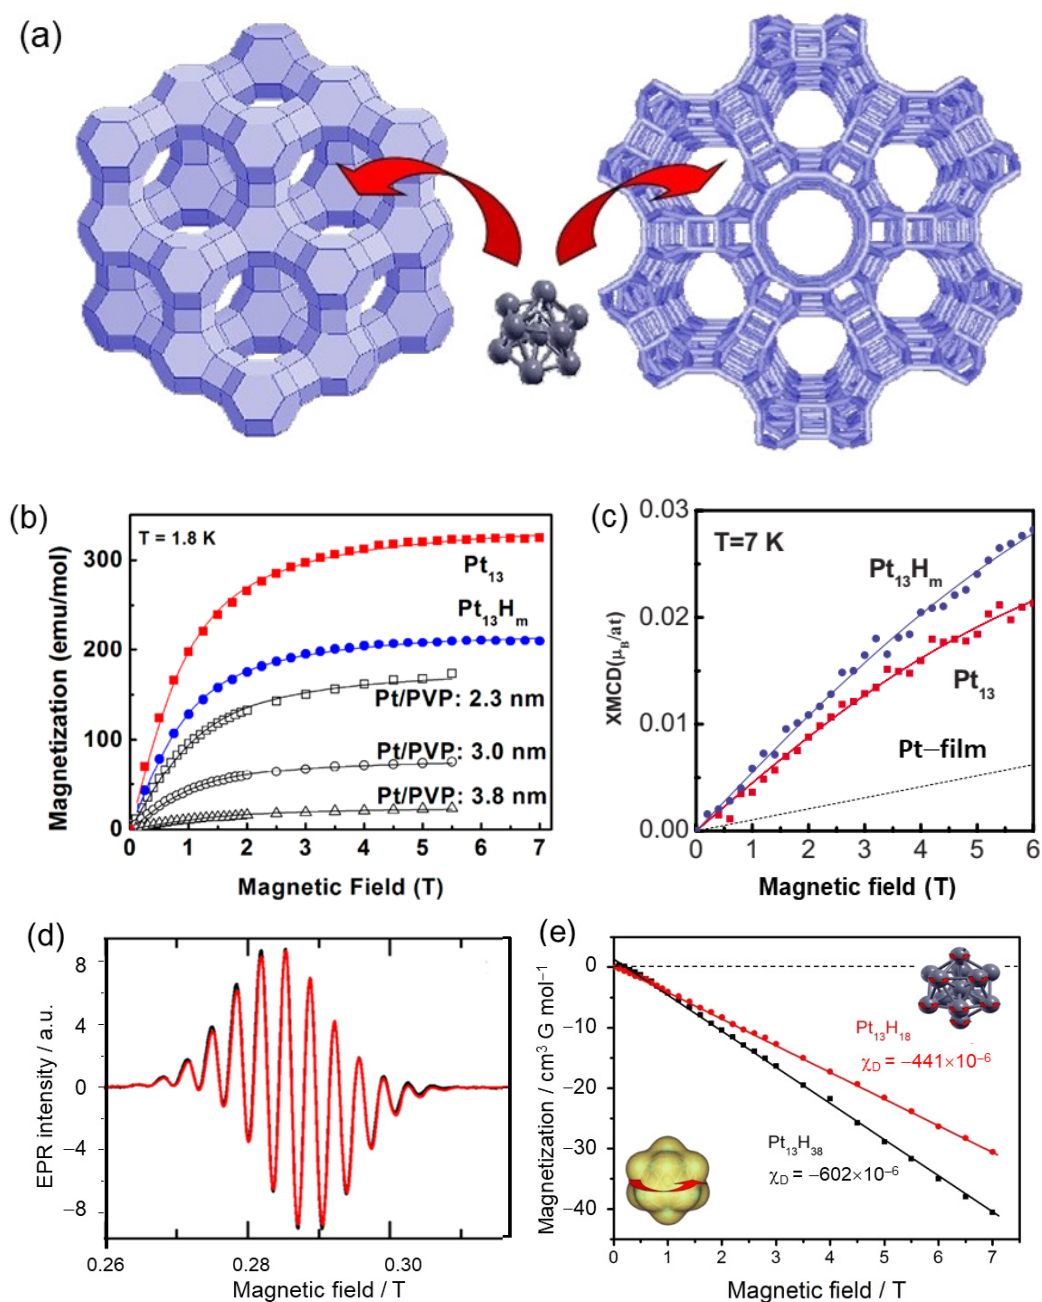 (a)
(b)
T = 1.8 K
Pt₁₃
Pt₁₃Hₘ
Pt/PVP: 2.3 nm
Pt/PVP: 3.0 nm
Pt/PVP: 3.8 nm
300
200
100
0
0 1 2 3 4 5 6 7
Magnetization (emu/mol)
Magnetic Field (T)
(c)
T=7 K
Pt₁₃Hₘ
Pt₁₃
Pt–film
0.03
0.02
0.01
0.00
0 1 2 3 4 5 6
XMCD(μB/at)
Magnetic field (T)
(d)
8
4
0
−4
−8
0.26 0.28 0.30
EPR intensity / a.u.
Magnetic field / T
(e)
0
−10
−20
−30
−40
0 1 2 3 4 5 6 7
Pt₁₃H₁₈
χD = −441×10⁻⁶
Pt₁₃H₃₈
χD = −602×10⁻⁶
Magnetization / cm³ G mol⁻¹
Magnetic field / T